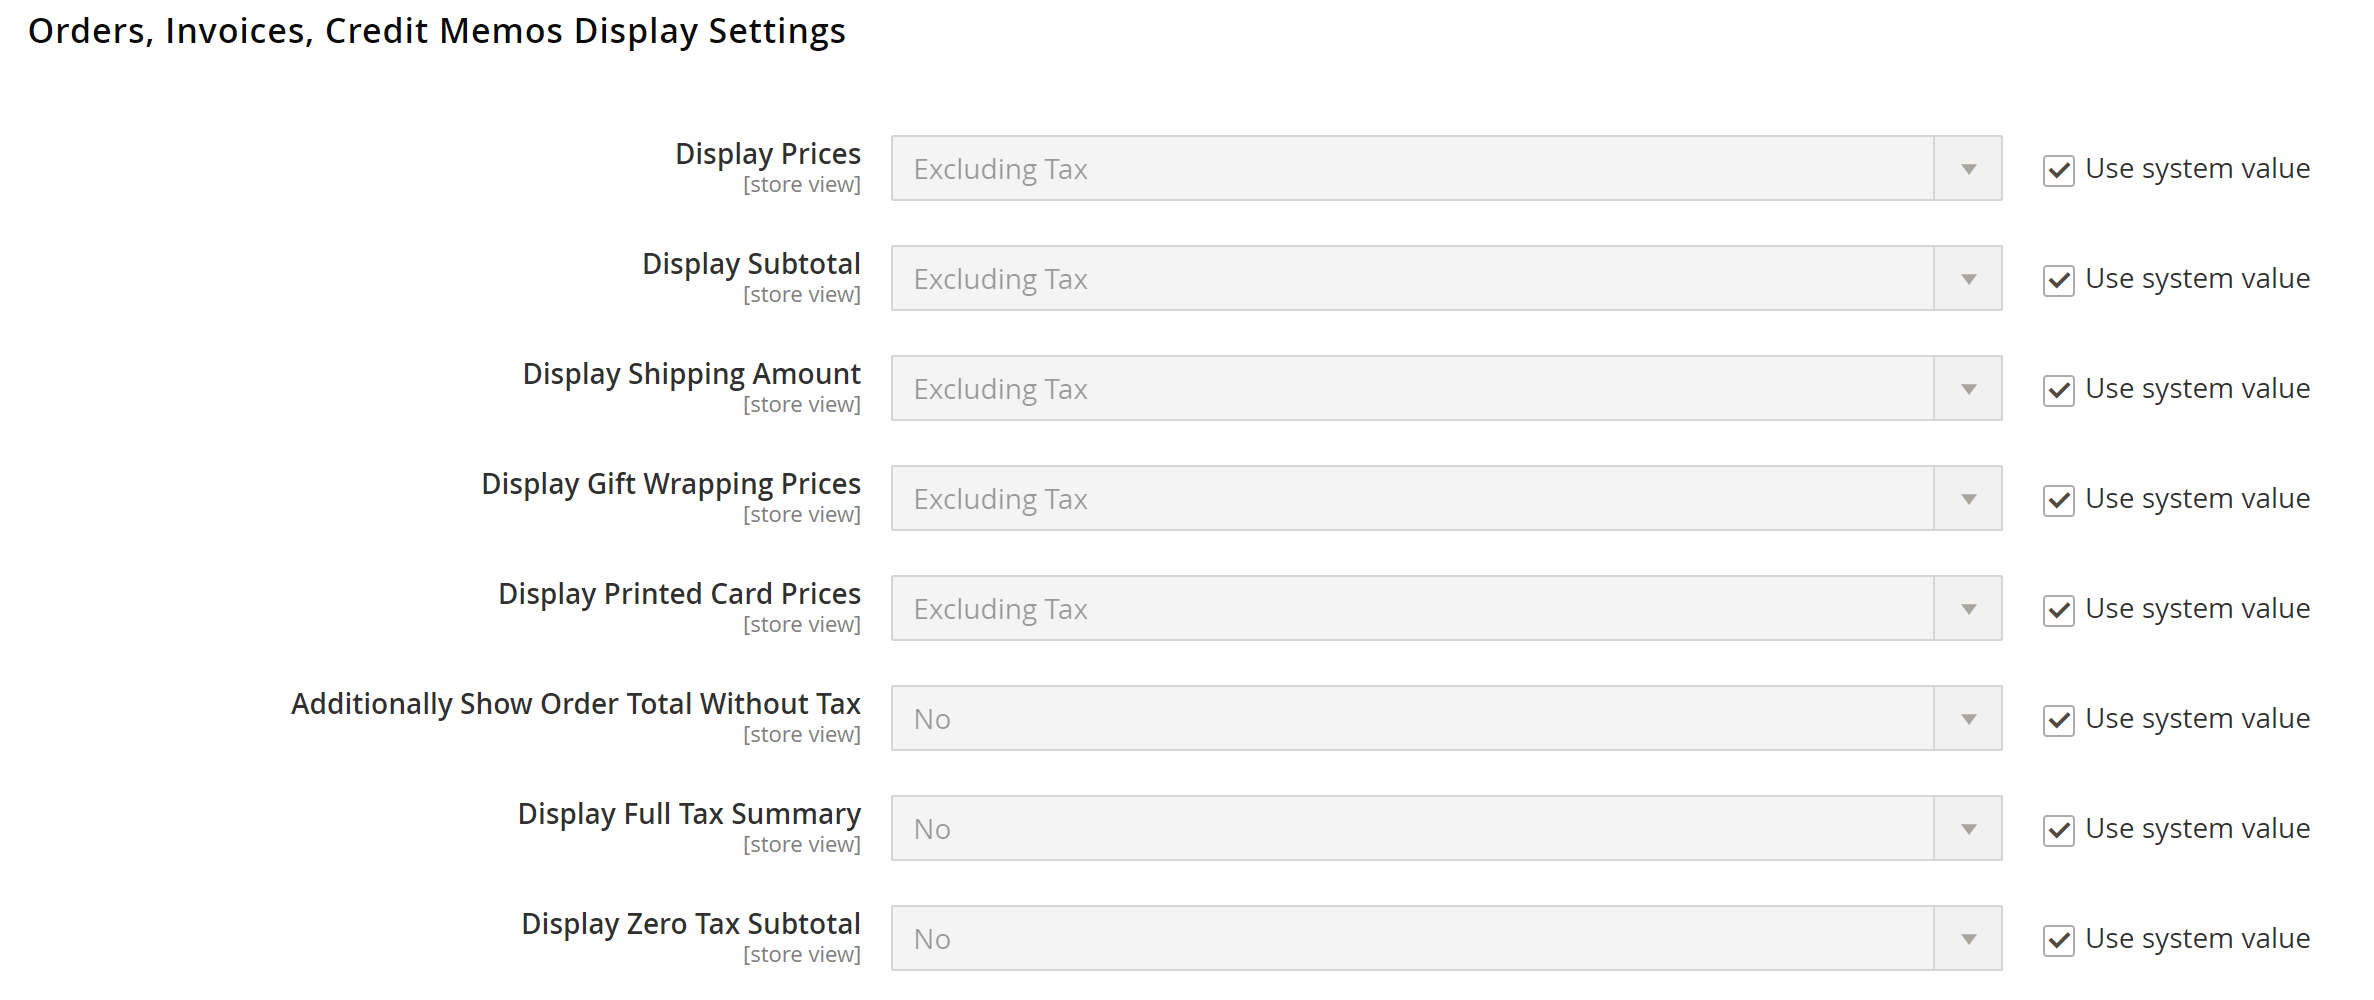 Orders, Invoices, Credit Memos Display Settings
Display Prices
[store view]
Excluding Tax
Use system value
Display Subtotal
[store view]
Excluding Tax
Use system value
Display Shipping Amount
[store view]
Excluding Tax
Use system value
Display Gift Wrapping Prices
[store view]
Excluding Tax
Use system value
Display Printed Card Prices
[store view]
Excluding Tax
Use system value
Additionally Show Order Total Without Tax
[store view]
No
Use system value
Display Full Tax Summary
[store view]
No
Use system value
Display Zero Tax Subtotal
[store view]
No
Use system value